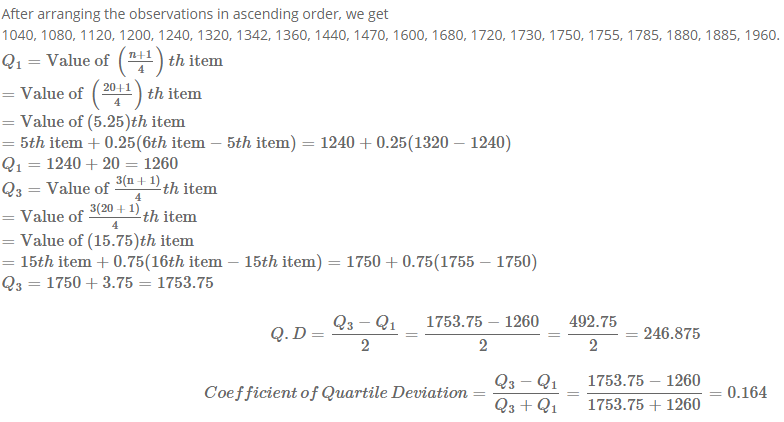 After arranging the observations in ascending order, we get
1040, 1080, 1120, 1200, 1240, 1320, 1342, 1360, 1440, 1470, 1600, 1680, 1720, 1730, 1750, 1755, 1785, 1880, 1885, 1960.
Q₁ = Value of ((n+1)/4) th item
= Value of ((20+1)/4) th item
= Value of (5.25)th item
= 5th item + 0.25(6th item − 5th item) = 1240 + 0.25(1320 − 1240)
Q₁ = 1240 + 20 = 1260
Q₃ = Value of 3(n + 1)/4 th item
= Value of 3(20 + 1)/4 th item
= Value of (15.75)th item
= 15th item + 0.75(16th item − 15th item) = 1750 + 0.75(1755 − 1750)
Q₃ = 1750 + 3.75 = 1753.75
Q.D = (Q₃ − Q₁)/2 = (1753.75 − 1260)/2 = 492.75/2 = 246.875
Coefficient of Quartile Deviation = (Q₃ − Q₁)/(Q₃ + Q₁) = (1753.75 − 1260)/(1753.75 + 1260) = 0.164